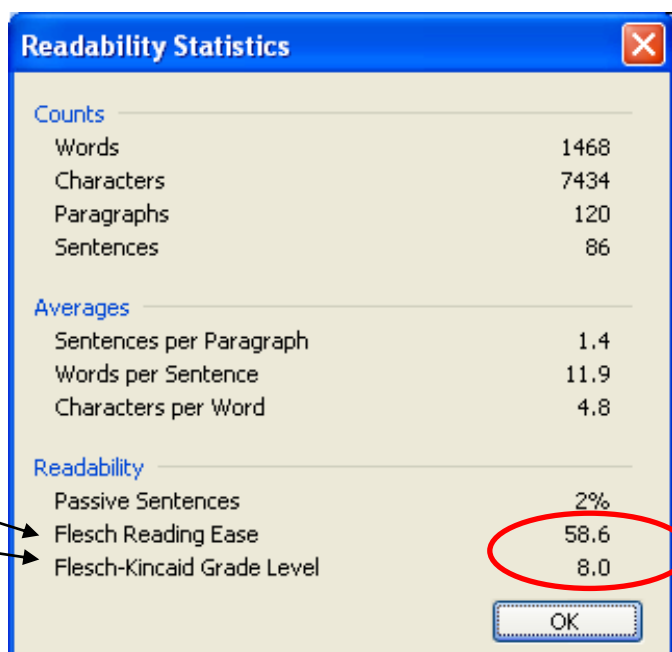 Readability Statistics
Counts
Words 1468
Characters 7434
Paragraphs 120
Sentences 86
Averages
Sentences per Paragraph 1.4
Words per Sentence 11.9
Characters per Word 4.8
Readability
Passive Sentences 2%
Flesch Reading Ease 58.6
Flesch-Kincaid Grade Level 8.0
OK